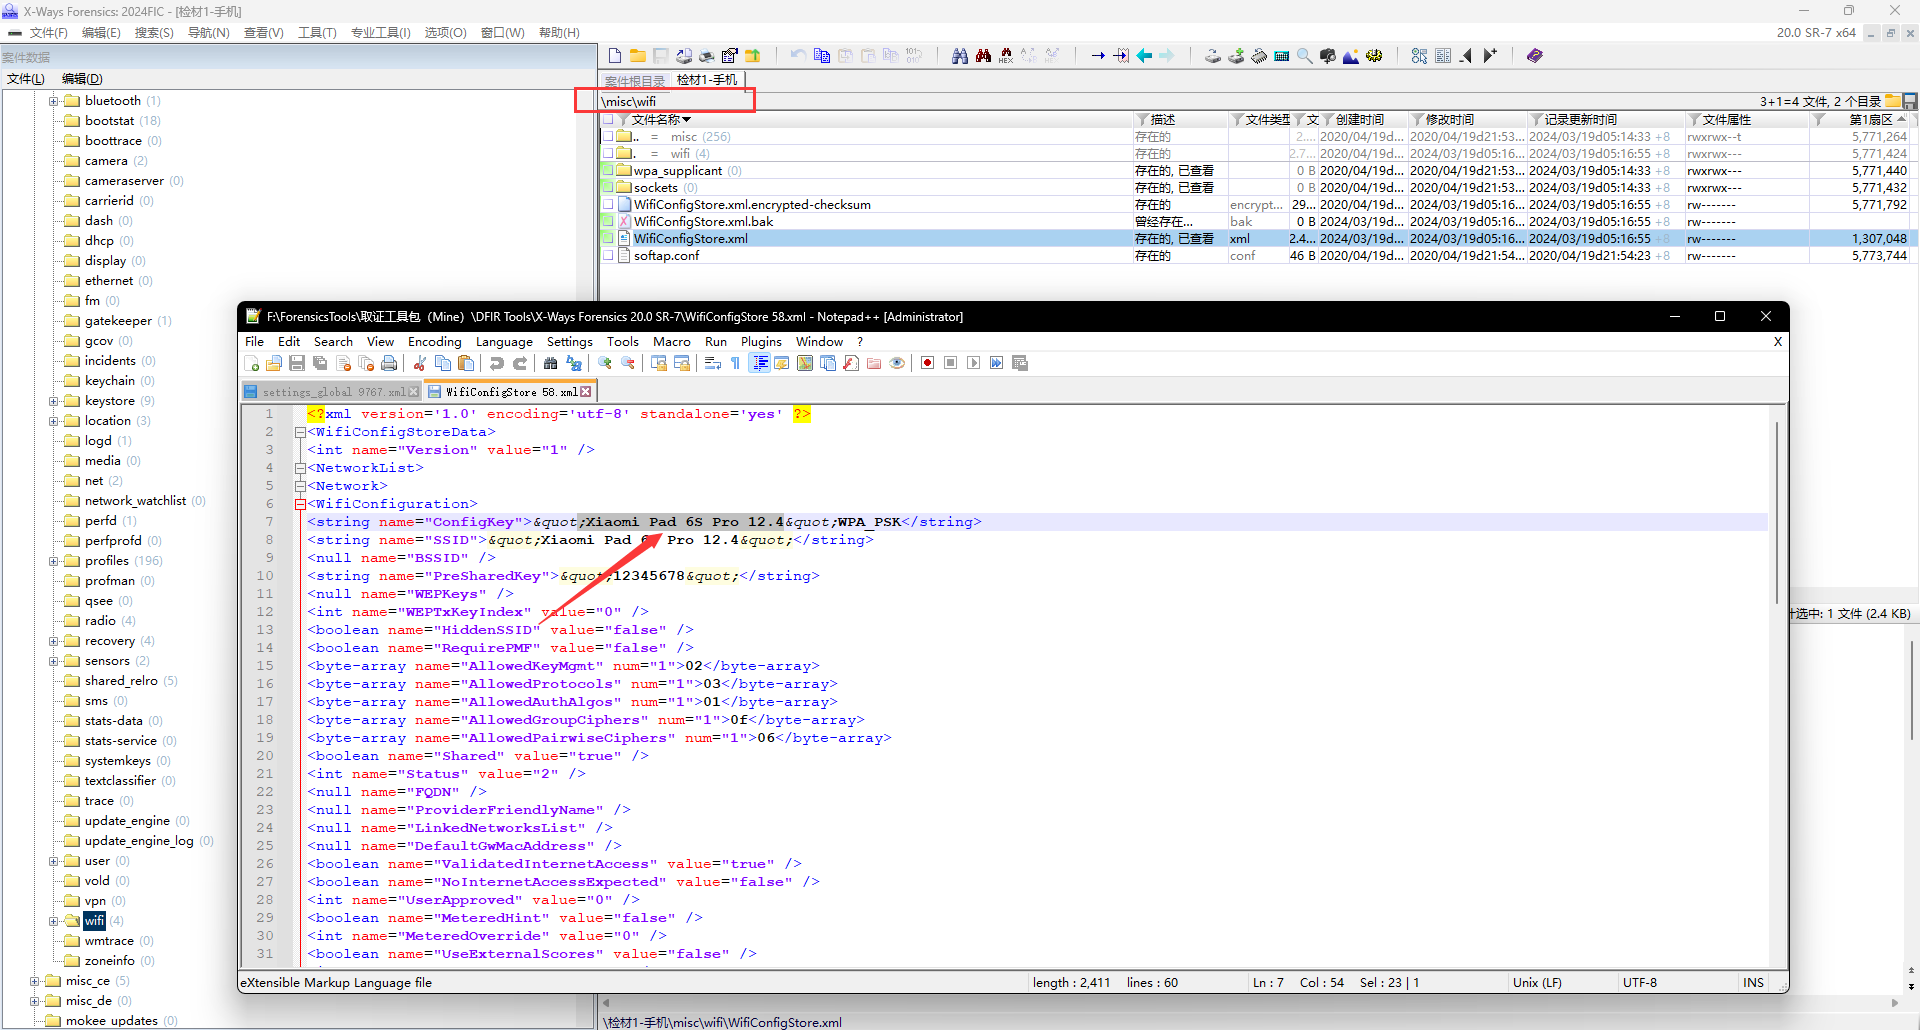 X-Ways Forensics: 2024FIC - [检材1-手机]
文件(F) 编辑(E) 搜索(S) 导航(N) 查看(V) 工具(T) 专业工具(I) 选项(O) 窗口(W) 帮助(H)
20.0 SR-7 x64
案件数据
文件(L) 编辑(D)
案件根目录 检材1-手机
\misc\wifi
3+1=4 文件, 2 个目录
文件名称 描述 文件类型 文 创建时间 修改时间 记录更新时间 文件属性 第1扇区
.. = misc (256) 存在的 2.... 2020/04/19d... 2020/04/19d21:53... 2024/03/19d05:14:33 +8 rwxrwx--t 5,771,264
. = wifi (4) 存在的 2.7... 2020/04/19d... 2024/03/19d05:16... 2024/03/19d05:16:55 +8 rwxrwx--- 5,771,424
wpa_supplicant (0) 存在的, 已查看 0 B 2020/04/19d... 2020/04/19d21:53... 2024/03/19d05:14:33 +8 rwxrwx--- 5,771,440
sockets (0) 存在的, 已查看 0 B 2020/04/19d... 2020/04/19d21:53... 2024/03/19d05:14:33 +8 rwxrwx--- 5,771,432
WifiConfigStore.xml.encrypted-checksum 存在的 encrypt... 29... 2020/04/19d... 2024/03/19d05:16... 2024/03/19d05:16:55 +8 rw------- 5,771,792
WifiConfigStore.xml.bak 曾经存在... bak 0 B 2024/03/19d... 2024/03/19d05:16... 2024/03/19d05:16:55 +8 rw-------
WifiConfigStore.xml 存在的, 已查看 xml 2.4... 2024/03/19d... 2024/03/19d05:16... 2024/03/19d05:16:55 +8 rw------- 1,307,048
softap.conf 存在的 conf 46 B 2020/04/19d... 2020/04/19d21:54... 2020/04/19d21:54:23 +8 rw------- 5,773,744
bluetooth (1)
bootstat (18)
boottrace (0)
camera (2)
cameraserver (0)
carrierid (0)
dash (0)
dhcp (0)
display (0)
ethernet (0)
fm (0)
gatekeeper (1)
gcov (0)
incidents (0)
keychain (0)
keystore (9)
location (3)
logd (1)
media (0)
net (2)
network_watchlist (0)
perfd (1)
perfprofd (0)
profiles (196)
profman (0)
qsee (0)
radio (4)
recovery (4)
sensors (2)
shared_relro (5)
sms (0)
stats-data (0)
stats-service (0)
systemkeys (0)
textclassifier (0)
trace (0)
update_engine (0)
update_engine_log (0)
user (0)
vold (0)
vpn (0)
wifi (4)
wmtrace (0)
zoneinfo (0)
misc_ce (5)
misc_de (0)
mokee updates (0)
F:\ForensicsTools\取证工具包（Mine）\DFIR Tools\X-Ways Forensics 20.0 SR-7\WifiConfigStore 58.xml - Notepad++ [Administrator]
File Edit Search View Encoding Language Settings Tools Macro Run Plugins Window ? X
settings_global 9767.xml WifiConfigStore 58.xml
1 <?xml version='1.0' encoding='utf-8' standalone='yes' ?>
2 <WifiConfigStoreData>
3 <int name="Version" value="1" />
4 <NetworkList>
5 <Network>
6 <WifiConfiguration>
7 <string name="ConfigKey">&quot;Xiaomi Pad 6S Pro 12.4&quot;WPA_PSK</string>
8 <string name="SSID">&quot;Xiaomi Pad 6S Pro 12.4&quot;</string>
9 <null name="BSSID" />
10 <string name="PreSharedKey">&quot;12345678&quot;</string>
11 <null name="WEPKeys" />
12 <int name="WEPTxKeyIndex" value="0" />
13 <boolean name="HiddenSSID" value="false" />
14 <boolean name="RequirePMF" value="false" />
15 <byte-array name="AllowedKeyMgmt" num="1">02</byte-array>
16 <byte-array name="AllowedProtocols" num="1">03</byte-array>
17 <byte-array name="AllowedAuthAlgos" num="1">01</byte-array>
18 <byte-array name="AllowedGroupCiphers" num="1">0f</byte-array>
19 <byte-array name="AllowedPairwiseCiphers" num="1">06</byte-array>
20 <boolean name="Shared" value="true" />
21 <int name="Status" value="2" />
22 <null name="FQDN" />
23 <null name="ProviderFriendlyName" />
24 <null name="LinkedNetworksList" />
25 <null name="DefaultGwMacAddress" />
26 <boolean name="ValidatedInternetAccess" value="true" />
27 <boolean name="NoInternetAccessExpected" value="false" />
28 <int name="UserApproved" value="0" />
29 <boolean name="MeteredHint" value="false" />
30 <int name="MeteredOverride" value="0" />
31 <boolean name="UseExternalScores" value="false" />
eXtensible Markup Language file length : 2,411 lines : 60 Ln : 7 Col : 54 Sel : 23 | 1 Unix (LF) UTF-8 INS
选中: 1 文件 (2.4 KB)
\检材1-手机\misc\wifi\WifiConfigStore.xml